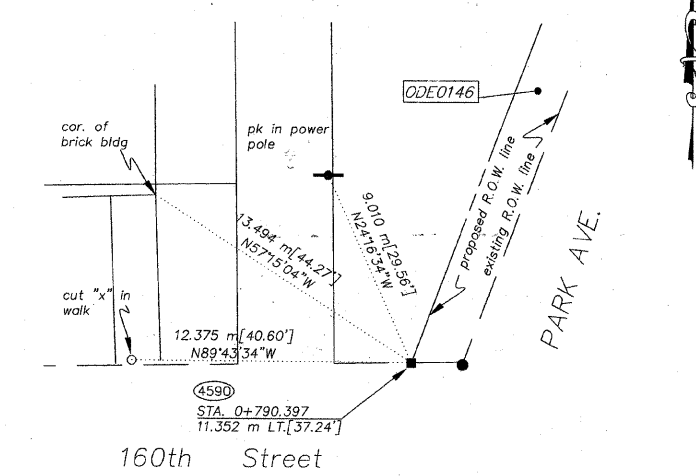 ODE0146
cor. of
brick bldg
pk in power
pole
9.010 m[29.56']
N24°16'34"W
proposed R.O.W. line
existing R.O.W. line
13.494 m[44.27']
N57°15'04"W
PARK AVE.
cut "x" in
walk
12.375 m[40.60']
N89°43'34"W
4590
STA. 0+790.397
11.352 m LT.[37.24']
160th Street